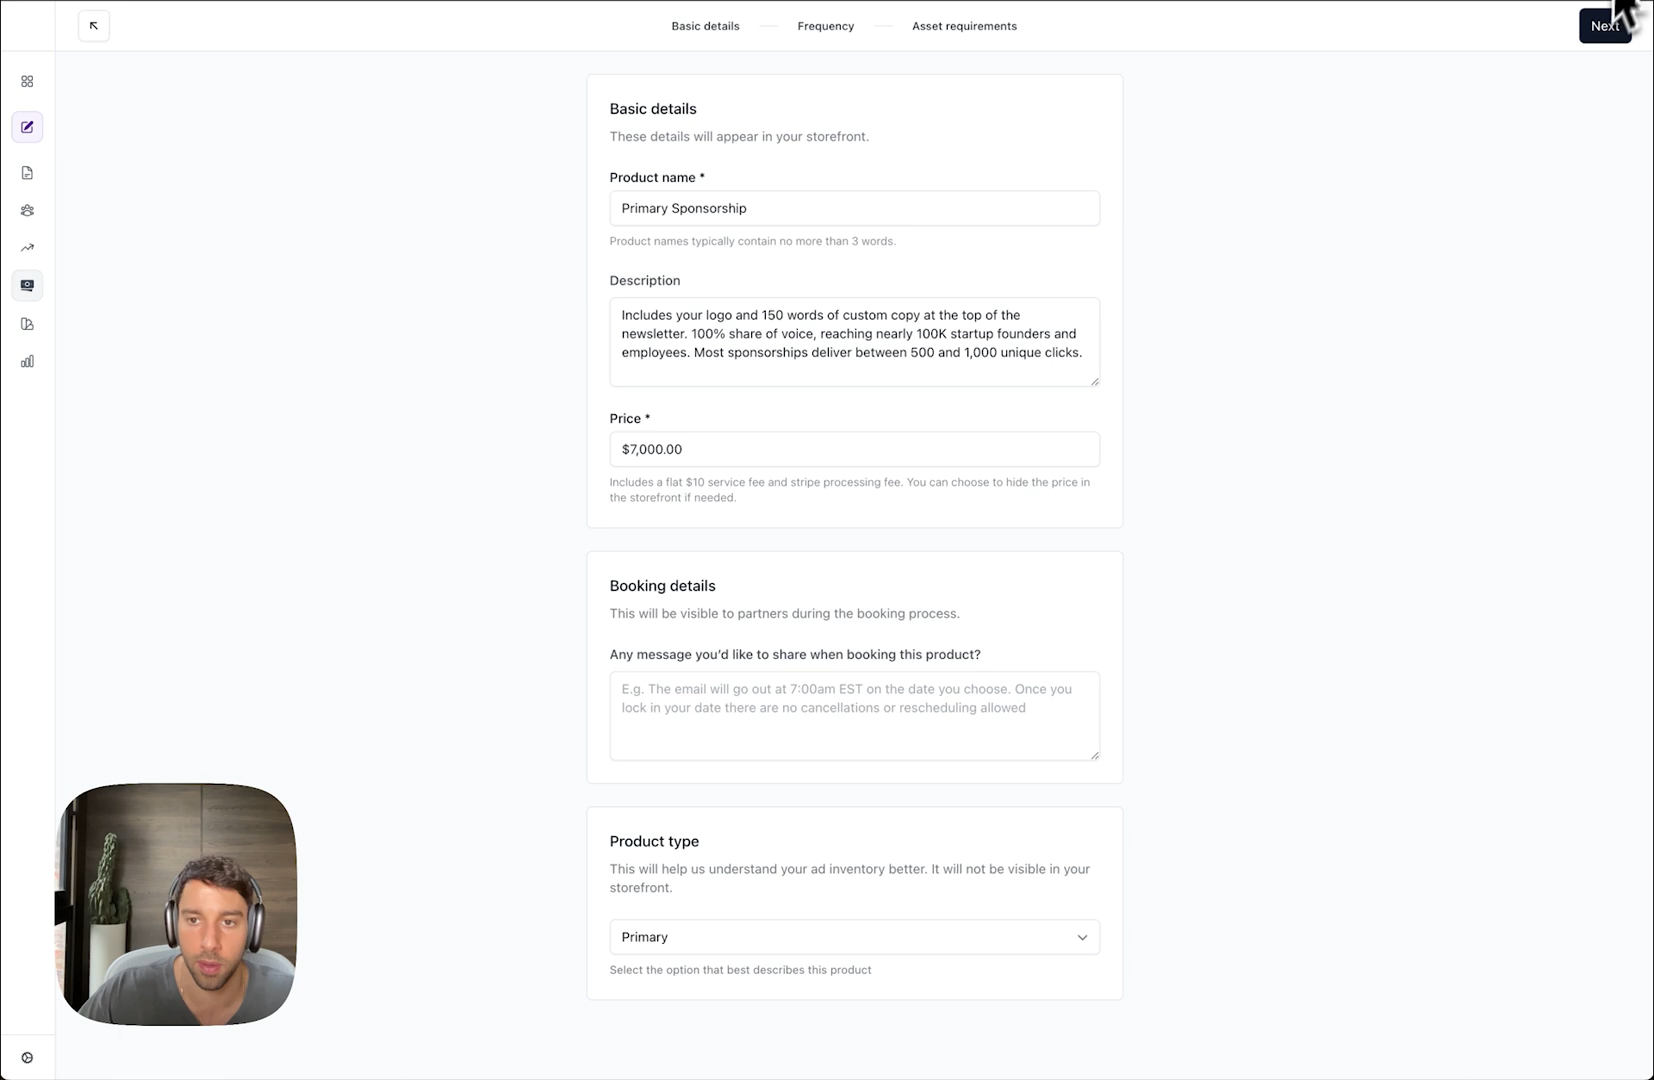 Basic details
Frequency
Asset requirements
Next
Basic details
These details will appear in your storefront.
Product name *
Primary Sponsorship
Product names typically contain no more than 3 words.
Description
Includes your logo and 150 words of custom copy at the top of the
newsletter. 100% share of voice, reaching nearly 100K startup founders and
employees. Most sponsorships deliver between 500 and 1,000 unique clicks.
Price *
$7,000.00
Includes a flat $10 service fee and stripe processing fee. You can choose to hide the price in
the storefront if needed.
Booking details
This will be visible to partners during the booking process.
Any message you'd like to share when booking this product?
E.g. The email will go out at 7:00am EST on the date you choose. Once you
lock in your date there are no cancellations or rescheduling allowed
Product type
This will help us understand your ad inventory better. It will not be visible in your
storefront.
Primary
Select the option that best describes this product